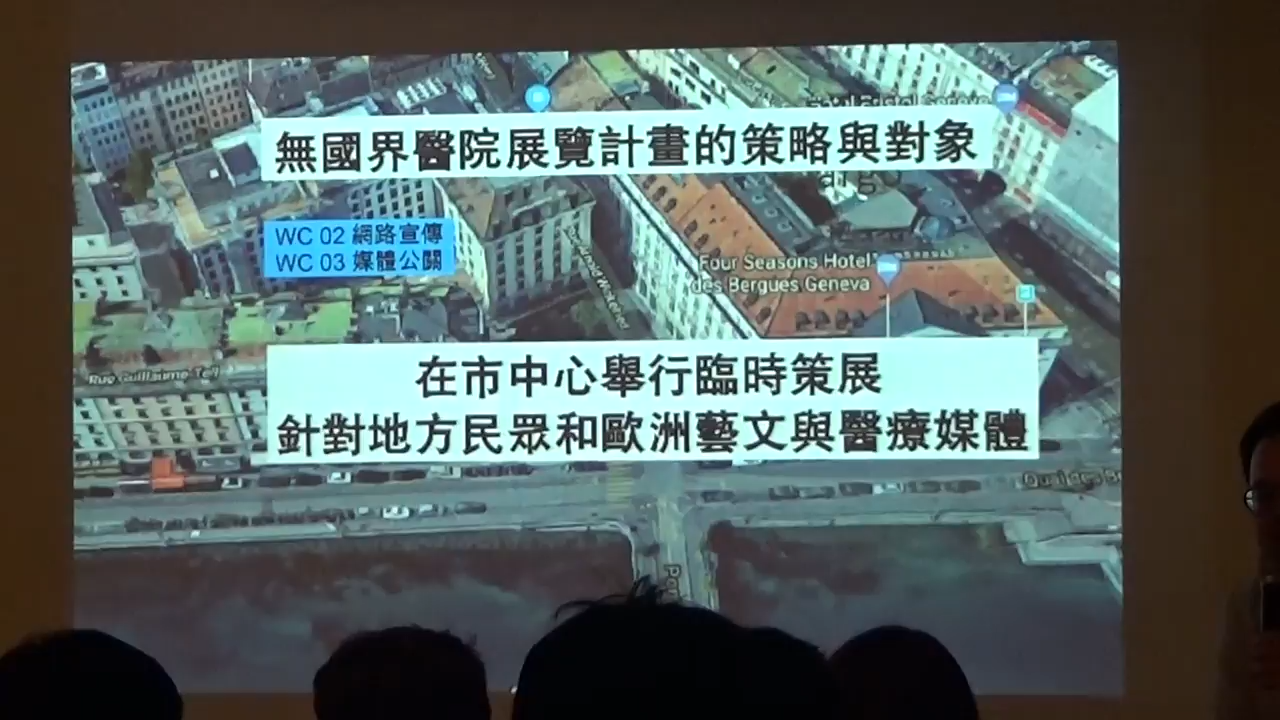 無國界醫院展覽計畫的策略與對象
WC 02 網路宣傳
WC 03 媒體公關
Four Seasons Hotel
des Bergues Geneva
在市中心舉行臨時策展
Rue Guillaume-Tell
針對地方民眾和歐洲藝文與醫療媒體